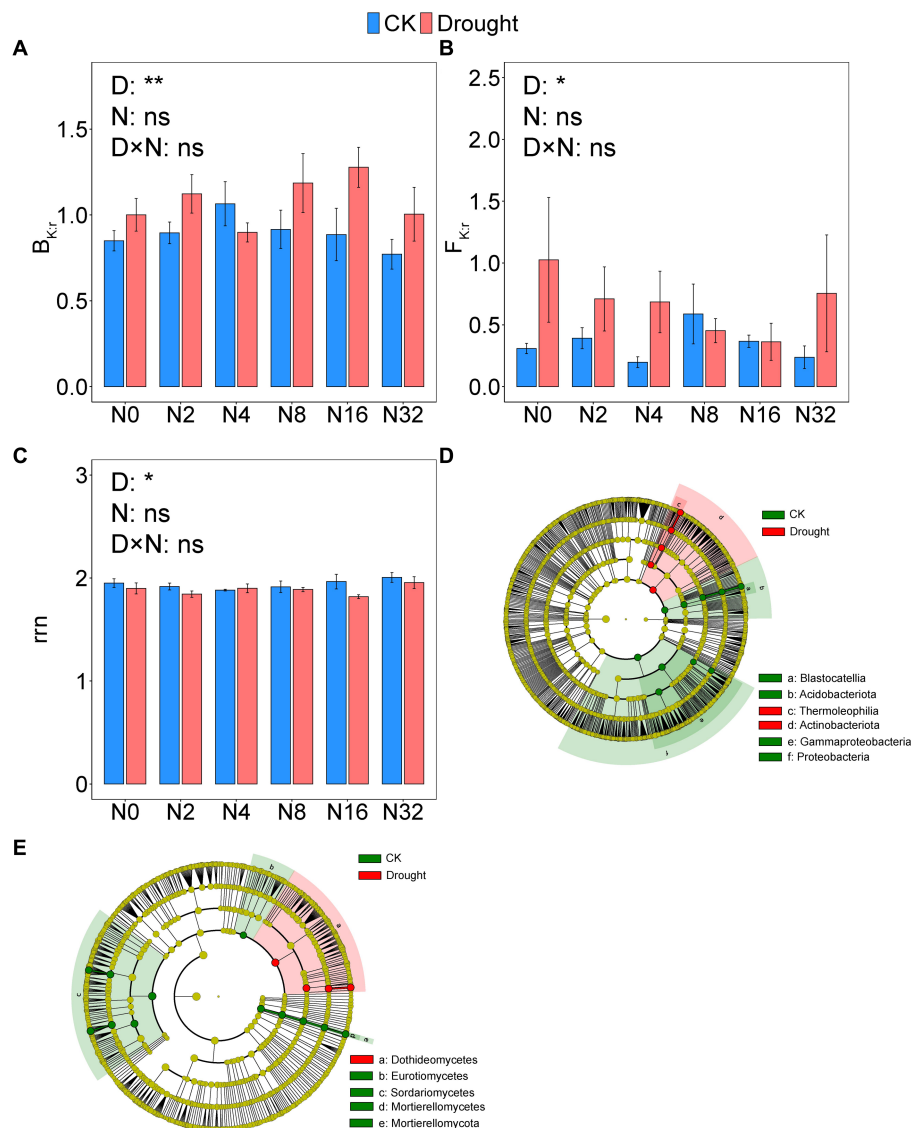 CK Drought
A
B
D: **
N: ns
D×N: ns
B K:r
1.5
1.0
0.5
0.0
N0 N2 N4 N8 N16 N32
D: *
N: ns
D×N: ns
F K:r
2.5
2.0
1.5
1.0
0.5
0.0
N0 N2 N4 N8 N16 N32
C
D: *
N: ns
D×N: ns
rrn
3
2
1
0
N0 N2 N4 N8 N16 N32
D
CK
Drought
c
d
a
b
e
f
a: Blastocatellia
b: Acidobacteriota
c: Thermoleophilia
d: Actinobacteriota
e: Gammaproteobacteria
f: Proteobacteria
E
CK
Drought
b
a
c
d
e
a: Dothideomycetes
b: Eurotiomycetes
c: Sordariomycetes
d: Mortierellomycetes
e: Mortierellomycota